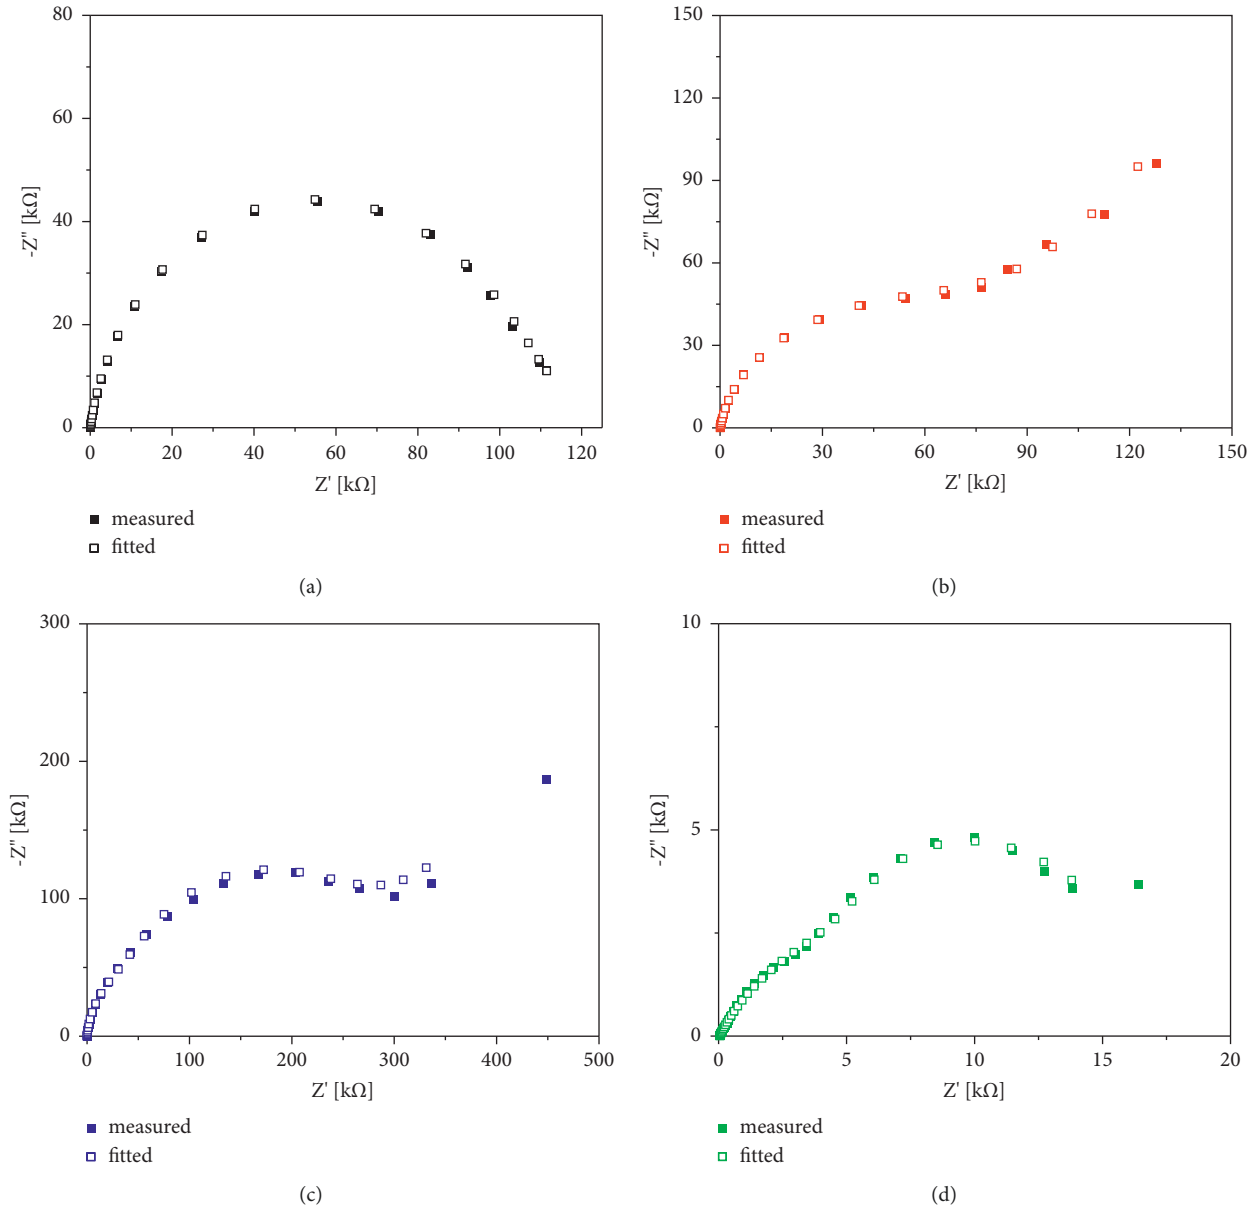 80
60
40
20
0
-Z" [kΩ]
0 20 40 60 80 100 120
Z' [kΩ]
measured
fitted
(a)
150
120
90
60
30
0
-Z" [kΩ]
0 30 60 90 120 150
Z' [kΩ]
measured
fitted
(b)
300
200
100
0
-Z" [kΩ]
0 100 200 300 400 500
Z' [kΩ]
measured
fitted
(c)
10
5
0
-Z" [kΩ]
0 5 10 15 20
Z' [kΩ]
measured
fitted
(d)